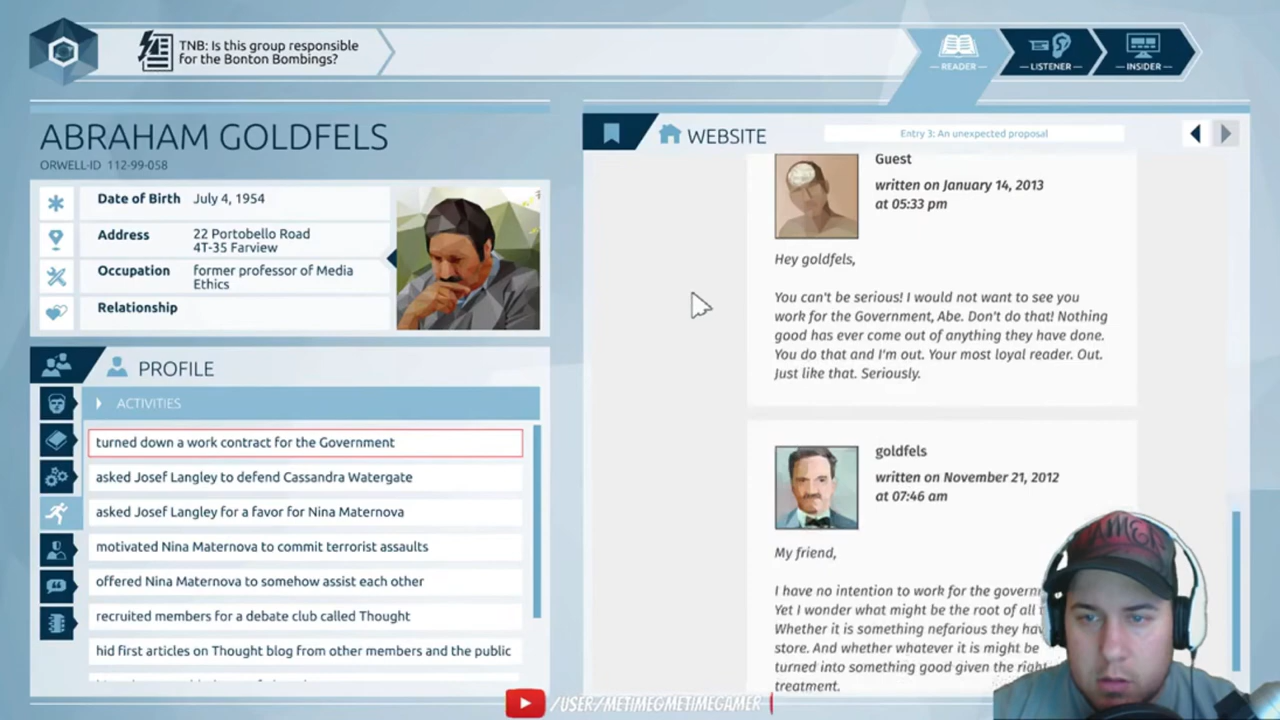 TNB: Is this group responsible
for the Bonton Bombings?
READER
LISTENER
INSIDER
ABRAHAM GOLDFELS
ORWELL-ID 112-99-058
Date of Birth July 4, 1954
Address 22 Portobello Road
4T-35 Farview
Occupation former professor of Media
Ethics
Relationship
PROFILE
ACTIVITIES
turned down a work contract for the Government
asked Josef Langley to defend Cassandra Watergate
asked Josef Langley for a favor for Nina Maternova
motivated Nina Maternova to commit terrorist assaults
offered Nina Maternova to somehow assist each other
recruited members for a debate club called Thought
hid first articles on Thought blog from other members and the public
WEBSITE
Entry 3: An unexpected proposal
Guest
written on January 14, 2013
at 05:33 pm
Hey goldfels,
You can't be serious! I would not want to see you
work for the Government, Abe. Don't do that! Nothing
good has ever come out of anything they have done.
You do that and I'm out. Your most loyal reader. Out.
Just like that. Seriously.
goldfels
written on November 21, 2012
at 07:46 am
My friend,
I have no intention to work for the governm
Yet I wonder what might be the root of all
Whether it is something nefarious they hav
store. And whether whatever it is might be
turned into something good given the right
treatment.
/USER/METIMEG/METIMEGAMER